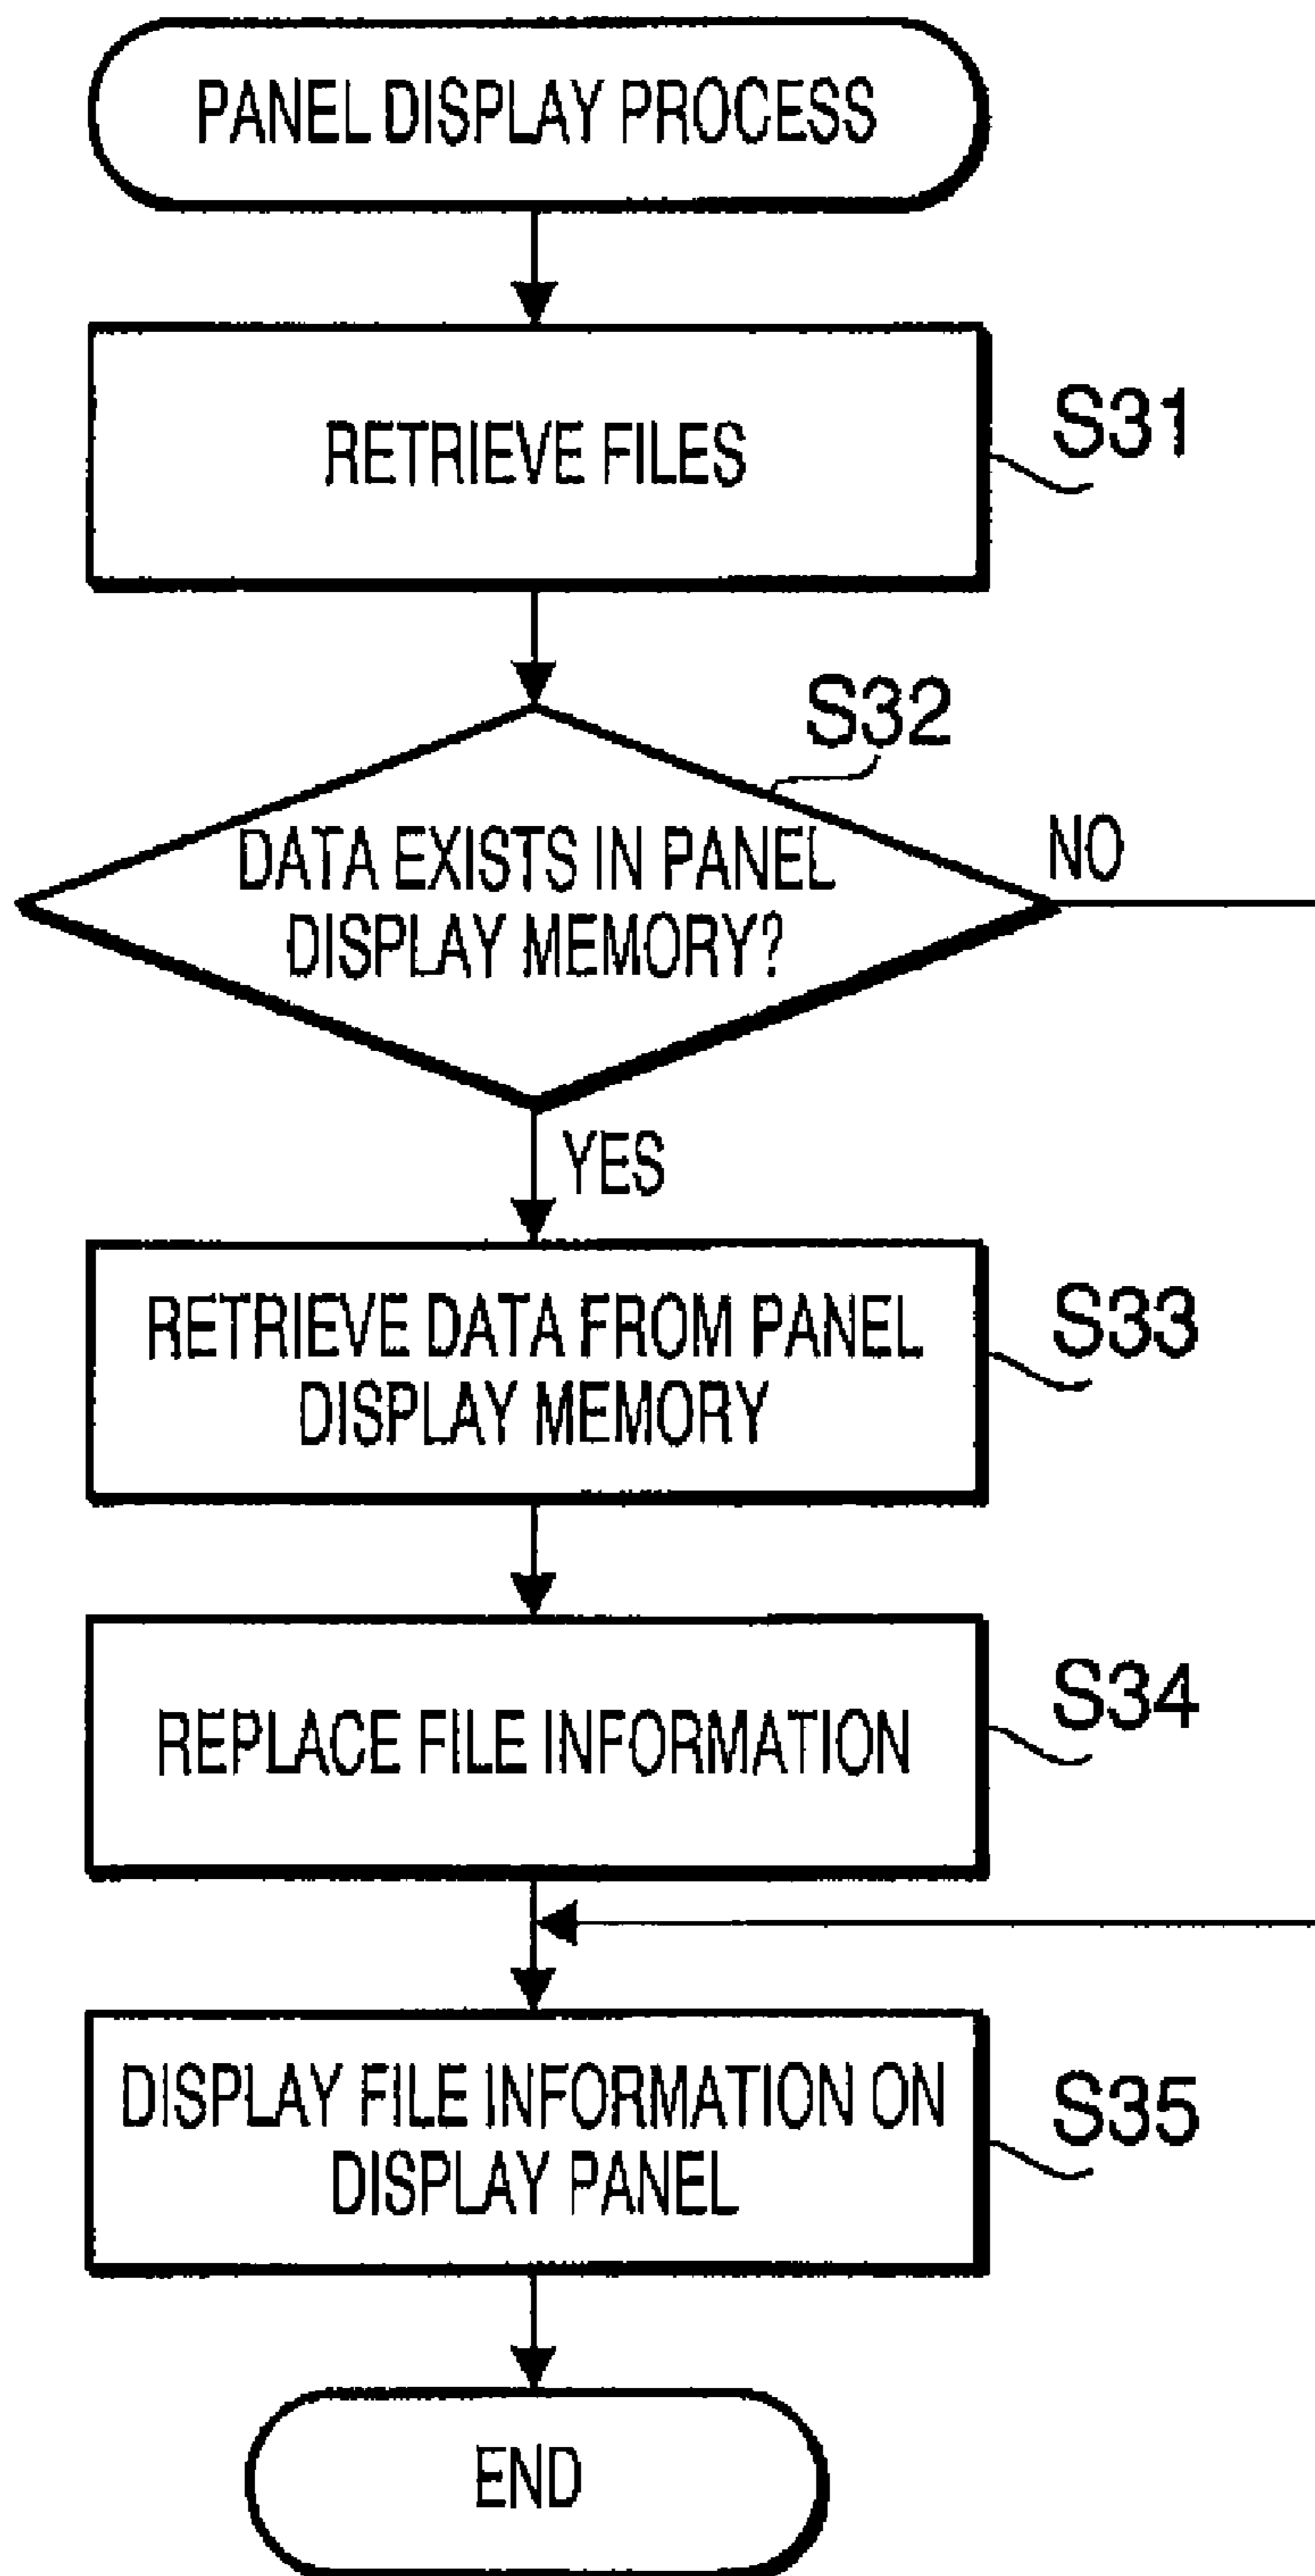 PANEL DISPLAY PROCESS
RETRIEVE FILES
S31
S32
DATA EXISTS IN PANEL
DISPLAY MEMORY?
NO
YES
RETRIEVE DATA FROM PANEL
DISPLAY MEMORY
S33
REPLACE FILE INFORMATION
S34
DISPLAY FILE INFORMATION ON
DISPLAY PANEL
S35
END